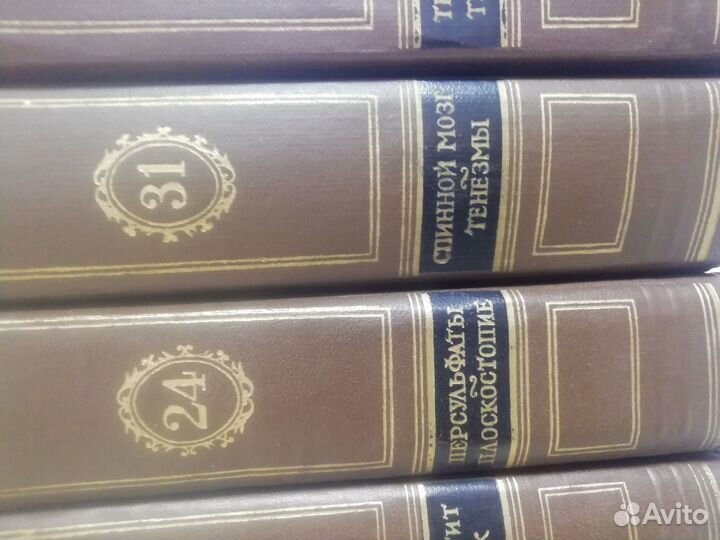 31
СПИННОЙ МОЗГ
~
ТЕНЕЗМЫ
24
ПЕРСУЛЬФАТЫ
~
ПЛОСКОСТОПИЕ
Avito